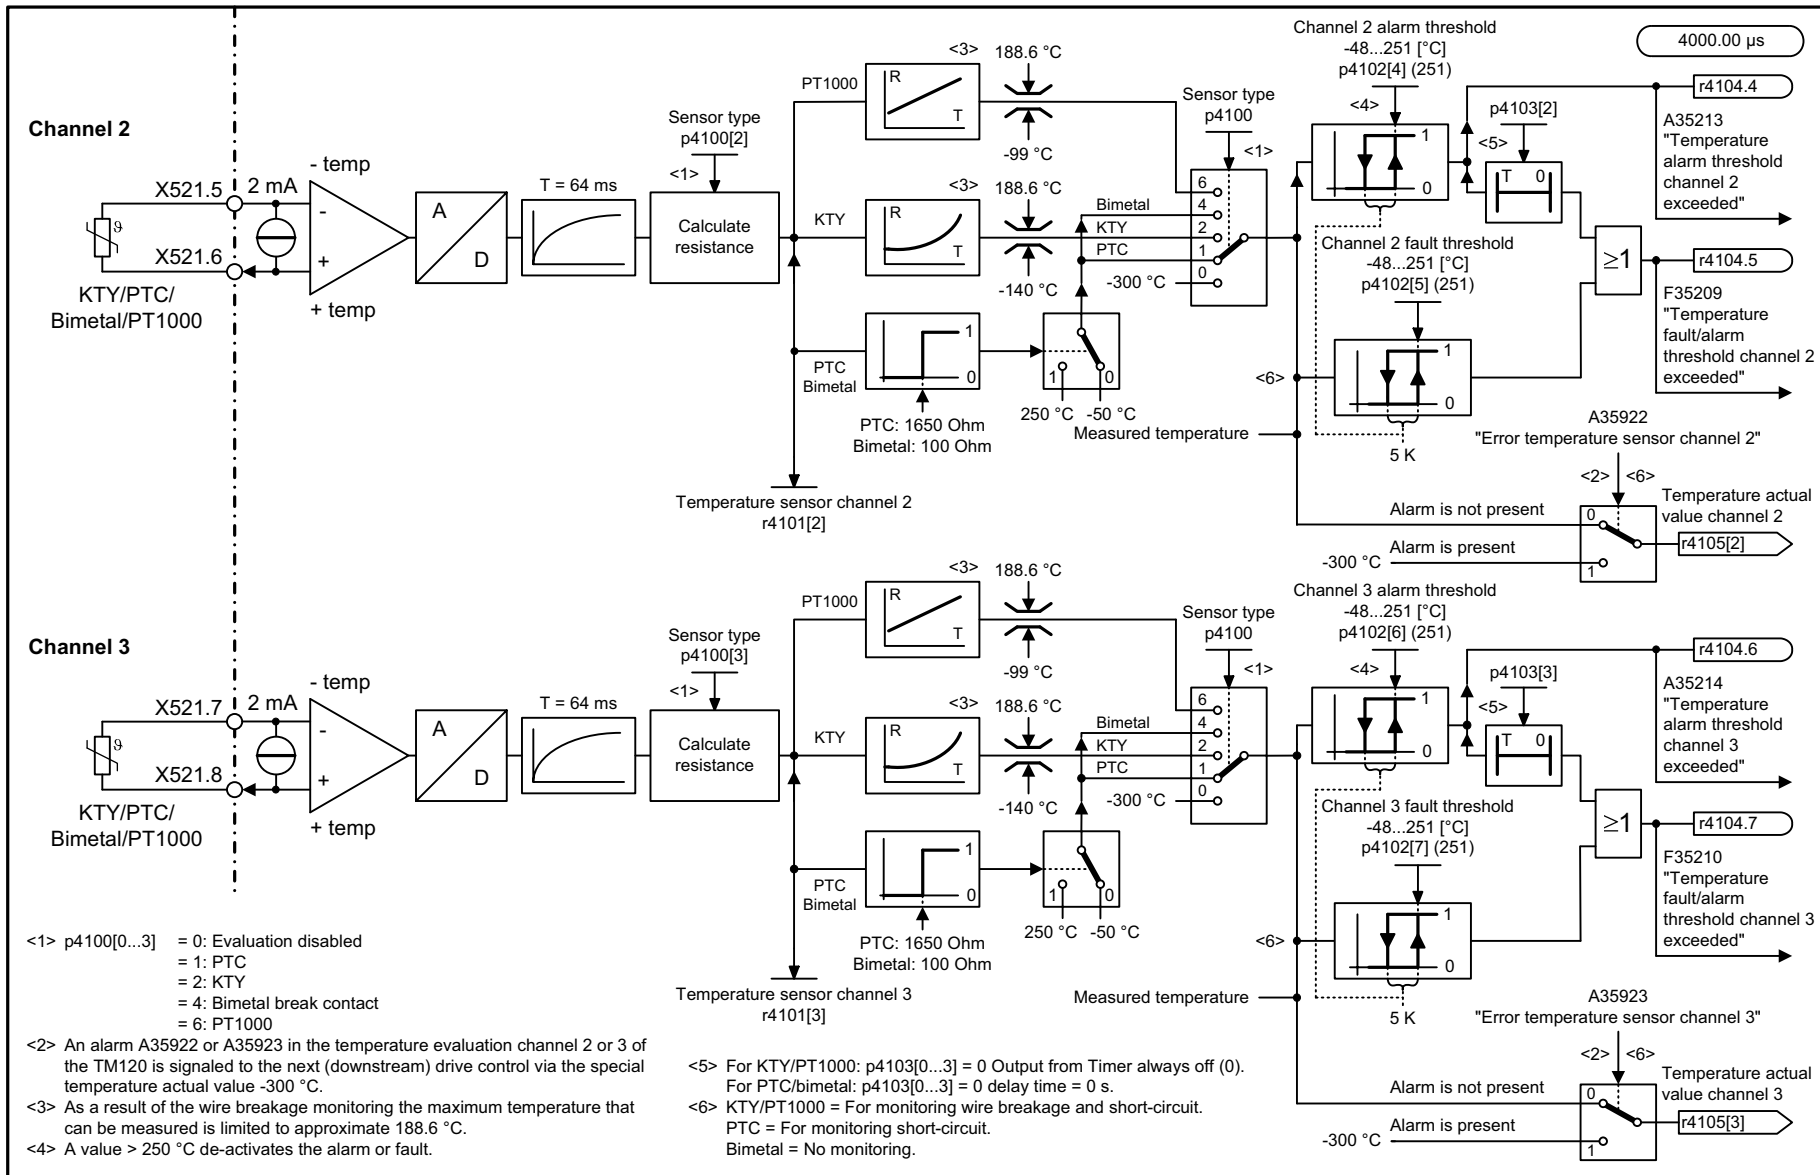 4000.00 µs
Channel 2
X521.5
2 mA
ϑ
X521.6
KTY/PTC/
Bimetal/PT1000
- temp
-
+
+ temp
A
D
T = 64 ms
Sensor type
p4100[2]
<1>
Calculate
resistance
PT1000
<3>
R
T
188.6 °C
-99 °C
KTY
<3>
R
T
188.6 °C
-140 °C
PTC
Bimetal
1
0
PTC: 1650 Ohm
Bimetal: 100 Ohm
1
0
250 °C
-50 °C
Temperature sensor channel 2
r4101[2]
Sensor type
p4100
<1>
6
4
2
1
0
Bimetal
KTY
PTC
-300 °C
Measured temperature
Channel 2 alarm threshold
-48...251 [°C]
p4102[4] (251)
<4>
1
0
Channel 2 fault threshold
-48...251 [°C]
p4102[5] (251)
<6>
1
0
5 K
p4103[2]
<5>
T 0
≥1
r4104.4
A35213
"Temperature
alarm threshold
channel 2
exceeded"
r4104.5
F35209
"Temperature
fault/alarm
threshold channel 2
exceeded"
A35922
"Error temperature sensor channel 2"
<2>
<6>
Alarm is not present
0
Alarm is present
-300 °C
1
Temperature actual
value channel 2
r4105[2]
Channel 3
X521.7
2 mA
ϑ
X521.8
KTY/PTC/
Bimetal/PT1000
- temp
-
+
+ temp
A
D
T = 64 ms
Sensor type
p4100[3]
<1>
Calculate
resistance
PT1000
<3>
R
T
188.6 °C
-99 °C
KTY
<3>
R
T
188.6 °C
-140 °C
PTC
Bimetal
1
0
PTC: 1650 Ohm
Bimetal: 100 Ohm
1
0
250 °C
-50 °C
Temperature sensor channel 3
r4101[3]
Sensor type
p4100
<1>
6
4
2
1
0
Bimetal
KTY
PTC
-300 °C
Measured temperature
Channel 3 alarm threshold
-48...251 [°C]
p4102[6] (251)
<4>
1
0
Channel 3 fault threshold
-48...251 [°C]
p4102[7] (251)
<6>
1
0
5 K
p4103[3]
<5>
T 0
≥1
r4104.6
A35214
"Temperature
alarm threshold
channel 3
exceeded"
r4104.7
F35210
"Temperature
fault/alarm
threshold channel 3
exceeded"
A35923
"Error temperature sensor channel 3"
<2>
<6>
Alarm is not present
0
Alarm is present
-300 °C
1
Temperature actual
value channel 3
r4105[3]
<1> p4100[0...3] = 0: Evaluation disabled
= 1: PTC
= 2: KTY
= 4: Bimetal break contact
= 6: PT1000
<2> An alarm A35922 or A35923 in the temperature evaluation channel 2 or 3 of
the TM120 is signaled to the next (downstream) drive control via the special
temperature actual value -300 °C.
<3> As a result of the wire breakage monitoring the maximum temperature that
can be measured is limited to approximate 188.6 °C.
<4> A value > 250 °C de-activates the alarm or fault.
<5> For KTY/PT1000: p4103[0...3] = 0 Output from Timer always off (0).
For PTC/bimetal: p4103[0...3] = 0 delay time = 0 s.
<6> KTY/PT1000 = For monitoring wire breakage and short-circuit.
PTC = For monitoring short-circuit.
Bimetal = No monitoring.